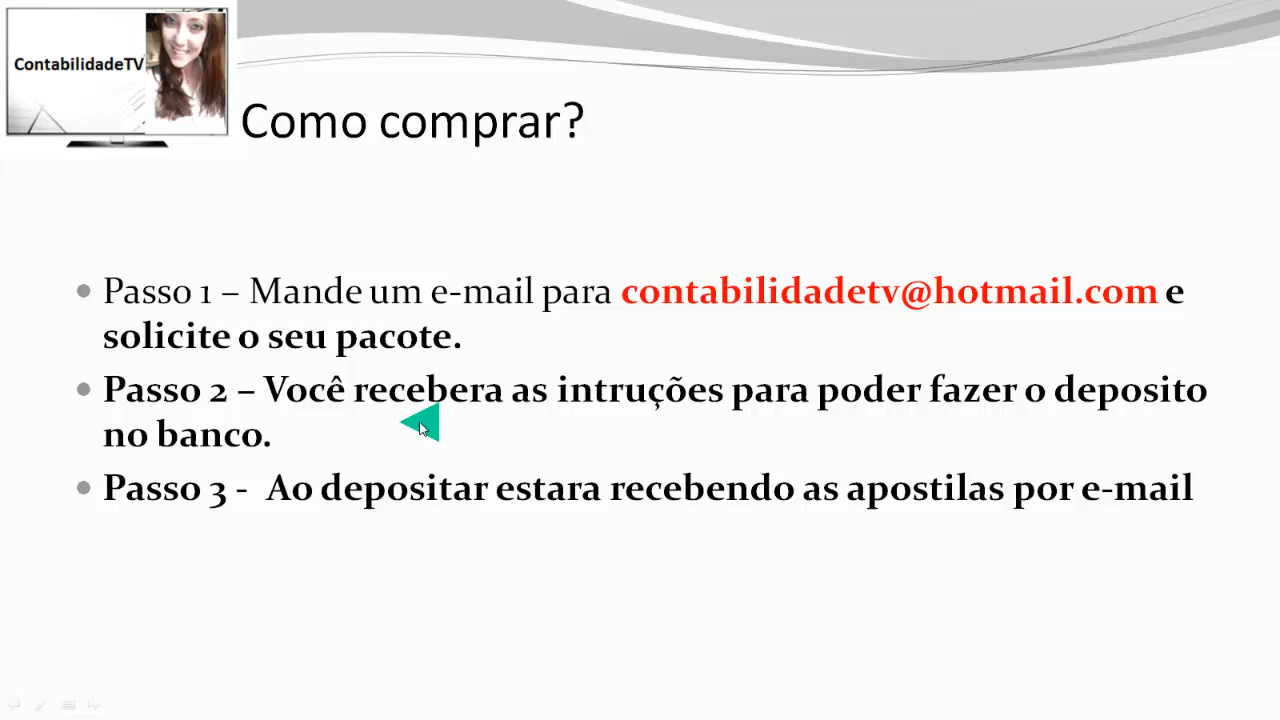 ContabilidadeTV
Como comprar?
Passo 1 – Mande um e-mail para contabilidadetv@hotmail.com e
solicite o seu pacote.
Passo 2 – Você recebera as intruções para poder fazer o deposito
no banco.
Passo 3 - Ao depositar estara recebendo as apostilas por e-mail